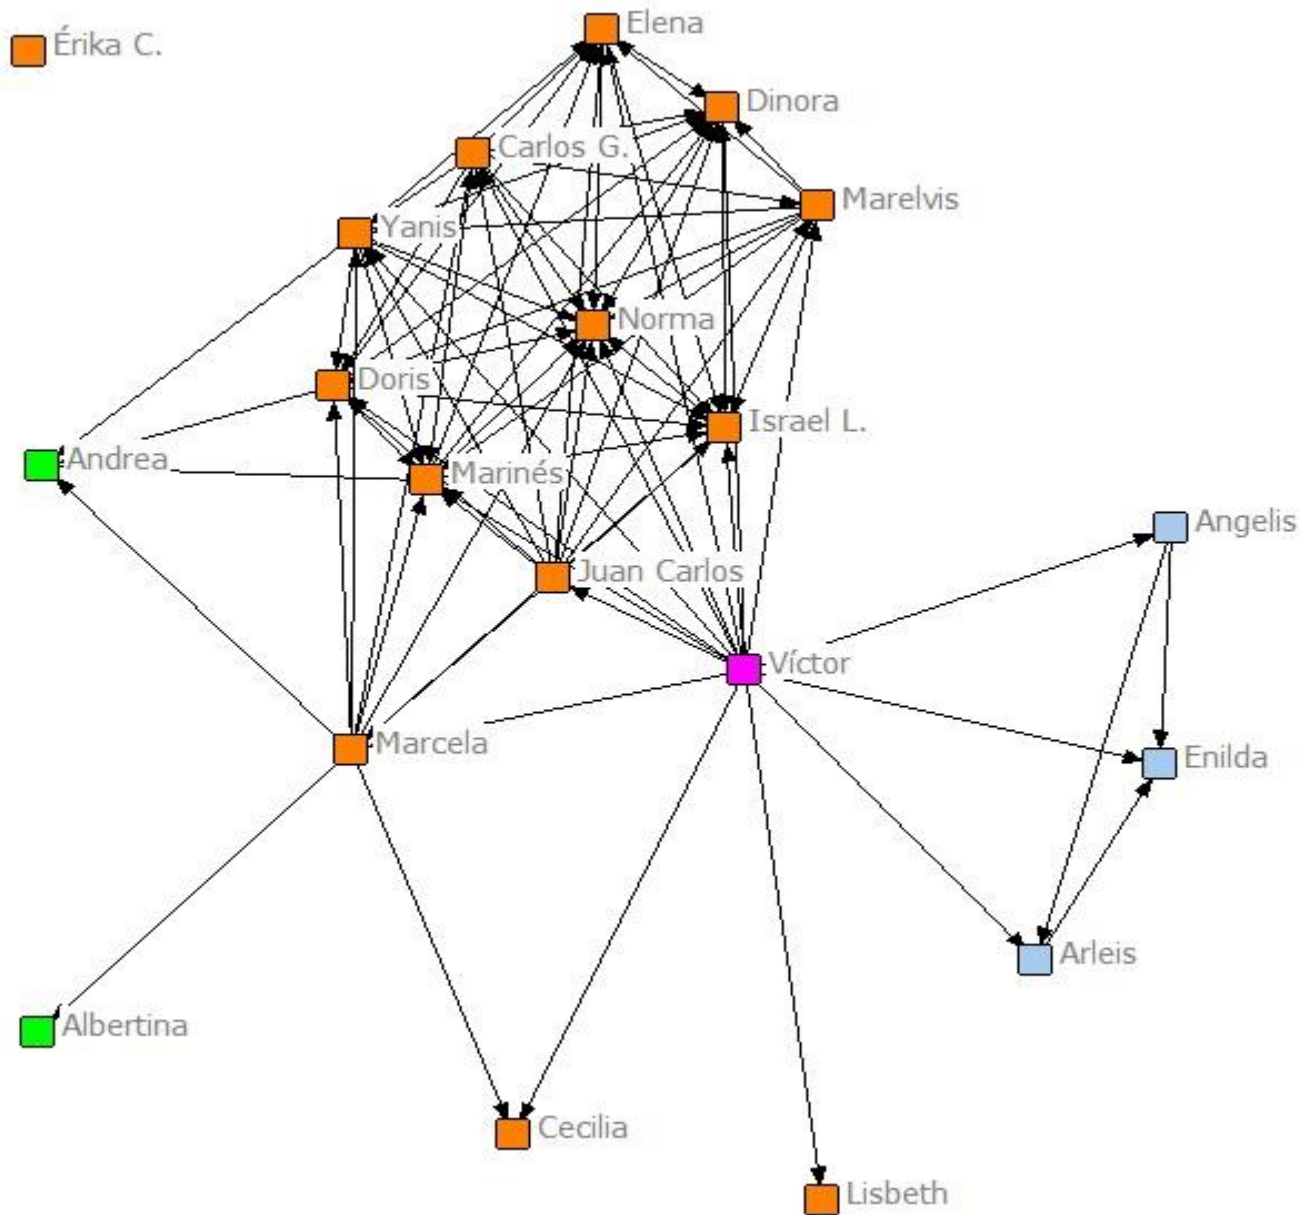 Elena
Érika C.
Dinora
Carlos G.
Marelvis
Yanis
Norma
Doris
Israel L.
Andrea
Marinés
Angelis
Juan Carlos
Víctor
Marcela
Enilda
Arleis
Albertina
Cecilia
Lisbeth